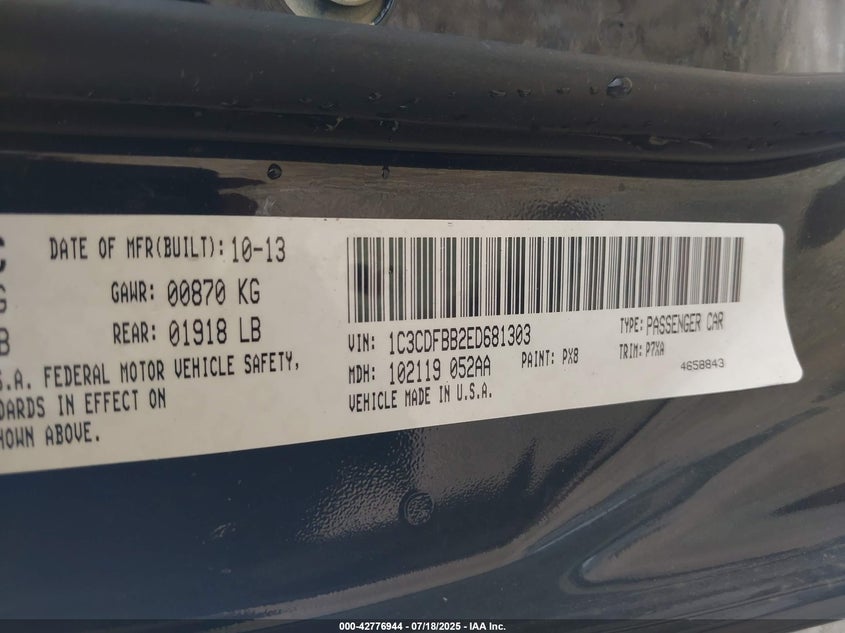 DATE OF MFR(BUILT): 10-13
GAWR: 00870 KG
REAR: 01918 LB
S.A. FEDERAL MOTOR VEHICLE SAFETY,
DARDS IN EFFECT ON
HOWN ABOVE.
VIN: 1C3CDFBB2ED681303
TYPE: PASSENGER CAR
MDH: 102119 052AA
PAINT: PX8
TRIM: P7XA
VEHICLE MADE IN U.S.A.
4658843
000-42776944 - 07/18/2025 - IAA Inc.